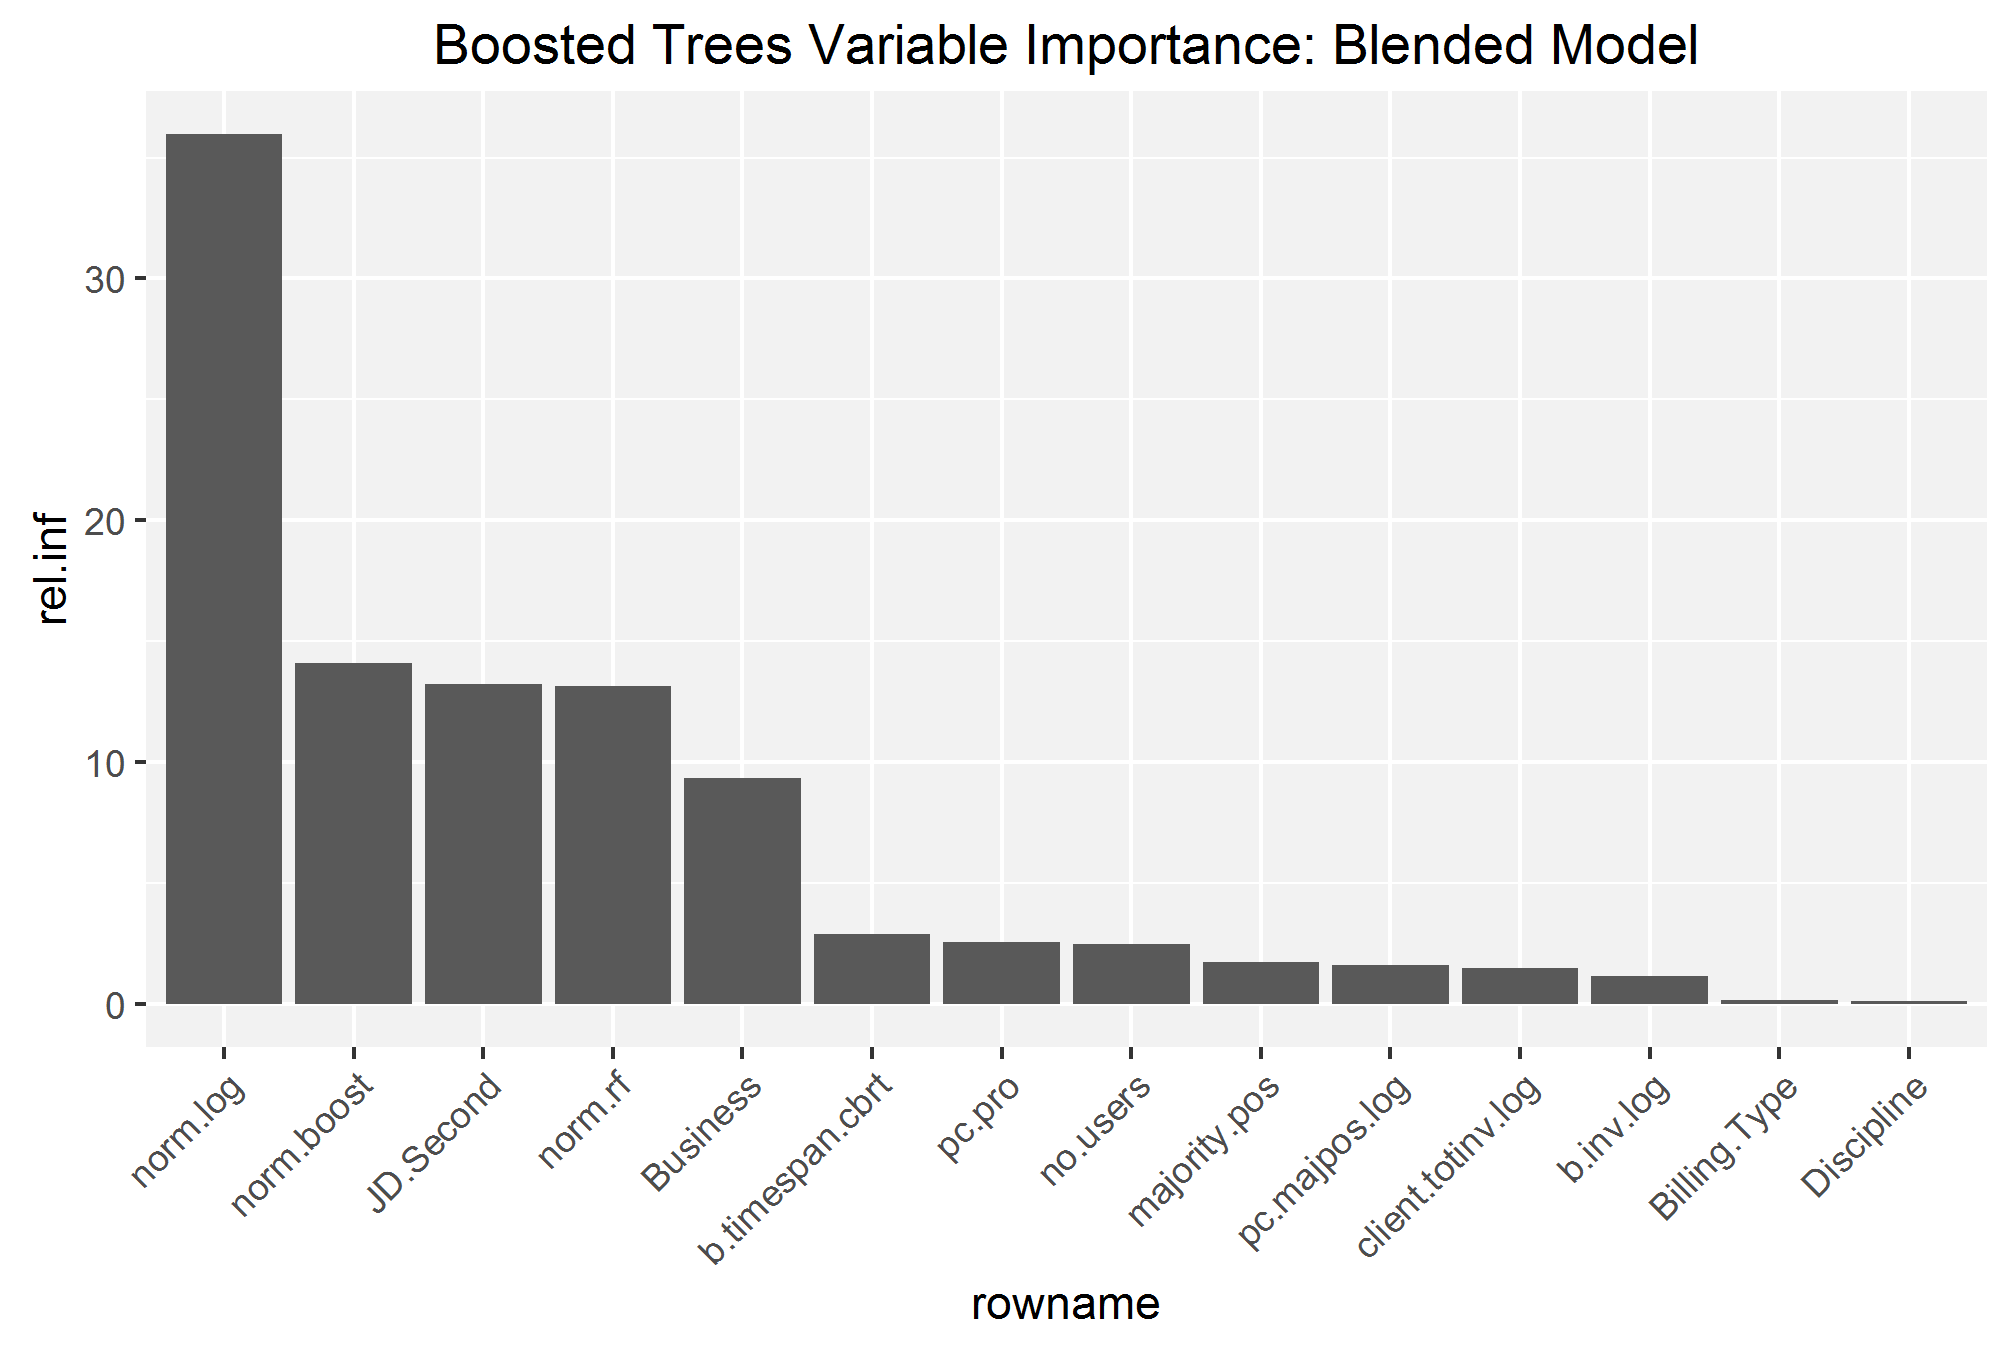 Boosted Trees Variable Importance: Blended Model
rel.inf
30
20
10
0
norm.log
norm.boost
JD.Second
norm.rf
Business
b.timespan.cbrt
pc.pro
no.users
majority.pos
pc.majpos.log
client.totinv.log
b.inv.log
Billing.Type
Discipline
rowname